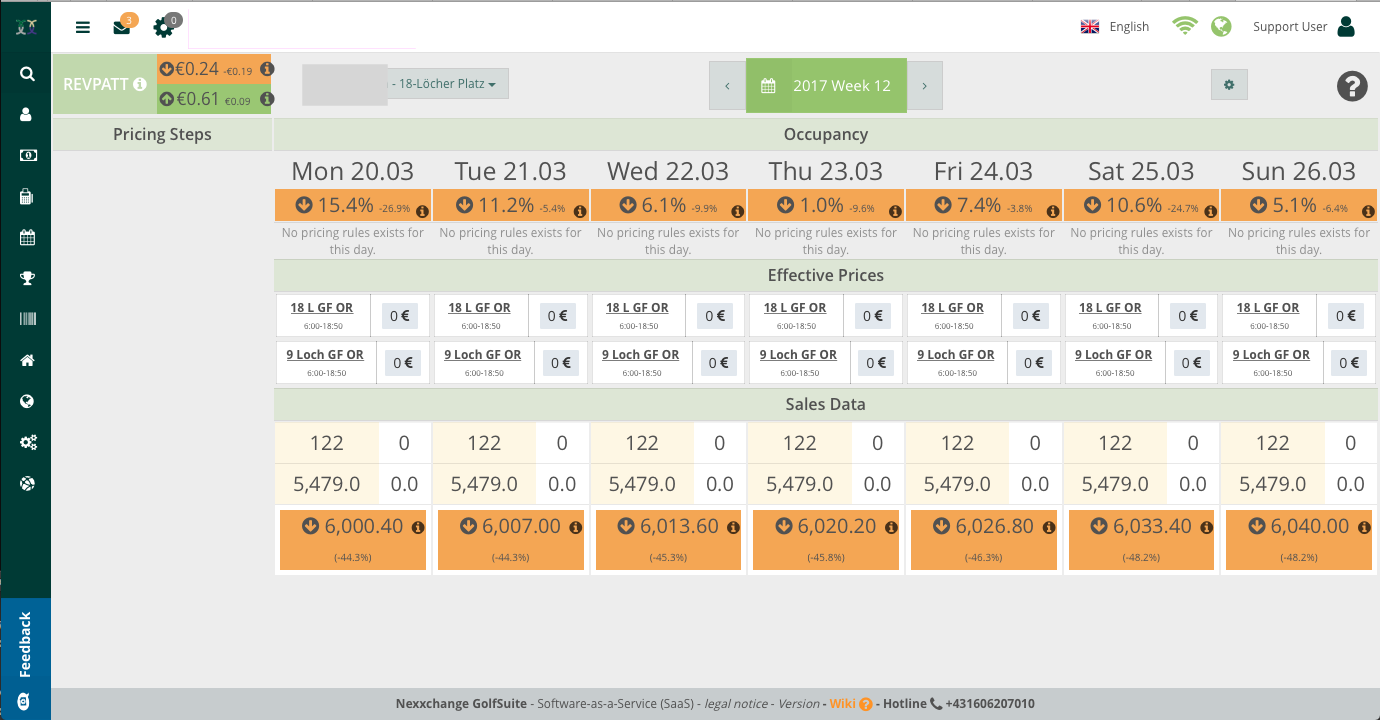 3
0
English
Support User
REVPATT
€0.24 -€0.19
€0.61 €0.09
- 18-Löcher Platz
2017 Week 12
Pricing Steps
Occupancy
Mon 20.03 Tue 21.03 Wed 22.03 Thu 23.03 Fri 24.03 Sat 25.03 Sun 26.03
15.4% -26.9% 11.2% -5.4% 6.1% -9.9% 1.0% -9.6% 7.4% -3.8% 10.6% -24.7% 5.1% -6.4%
No pricing rules exists for No pricing rules exists for No pricing rules exists for No pricing rules exists for No pricing rules exists for No pricing rules exists for No pricing rules exists for
this day. this day. this day. this day. this day. this day. this day.
Effective Prices
18 L GF OR 0 € 18 L GF OR 0 € 18 L GF OR 0 € 18 L GF OR 0 € 18 L GF OR 0 € 18 L GF OR 0 € 18 L GF OR 0 €
6:00-18:50 6:00-18:50 6:00-18:50 6:00-18:50 6:00-18:50 6:00-18:50 6:00-18:50
9 Loch GF OR 0 € 9 Loch GF OR 0 € 9 Loch GF OR 0 € 9 Loch GF OR 0 € 9 Loch GF OR 0 € 9 Loch GF OR 0 € 9 Loch GF OR 0 €
6:00-18:50 6:00-18:50 6:00-18:50 6:00-18:50 6:00-18:50 6:00-18:50 6:00-18:50
Sales Data
122 0 122 0 122 0 122 0 122 0 122 0 122 0
5,479.0 0.0 5,479.0 0.0 5,479.0 0.0 5,479.0 0.0 5,479.0 0.0 5,479.0 0.0 5,479.0 0.0
6,000.40 6,007.00 6,013.60 6,020.20 6,026.80 6,033.40 6,040.00
(-44.3%) (-44.3%) (-45.3%) (-45.8%) (-46.3%) (-48.2%) (-48.2%)
Feedback
Nexxchange GolfSuite - Software-as-a-Service (SaaS) - legal notice - Version - Wiki - Hotline +431606207010